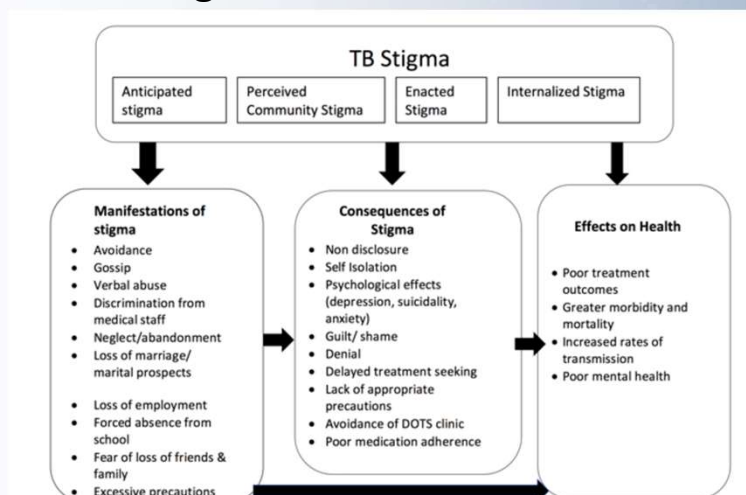 TB Stigma
Anticipated
stigma
Perceived
Community Stigma
Enacted
Stigma
Internalized Stigma
Manifestations of
stigma
• Avoidance
• Gossip
• Verbal abuse
• Discrimination from
medical staff
• Neglect/abandonment
• Loss of marriage/
marital prospects
• Loss of employment
• Forced absence from
school
• Fear of loss of friends &
family
• Excessive precautions
Consequences of
Stigma
• Non disclosure
• Self Isolation
• Psychological effects
(depression, suicidality,
anxiety)
• Guilt/ shame
• Denial
• Delayed treatment seeking
• Lack of appropriate
precautions
• Avoidance of DOTS clinic
• Poor medication adherence
Effects on Health
• Poor treatment
outcomes
• Greater morbidity and
mortality
• Increased rates of
transmission
• Poor mental health